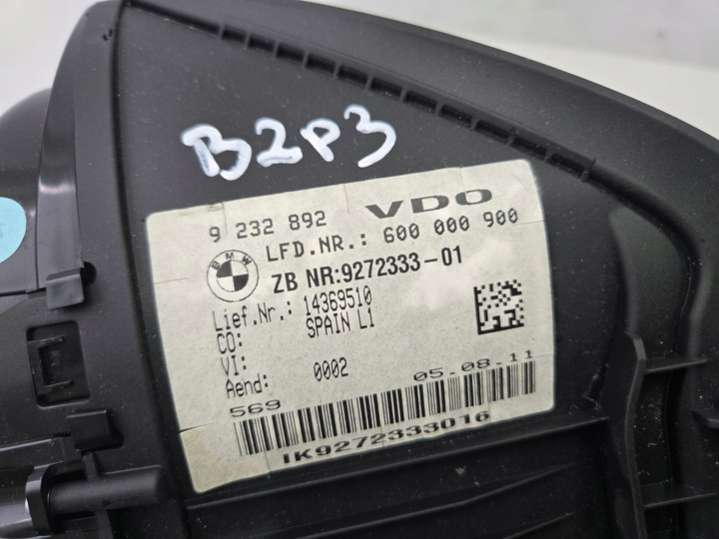 B2P3
9 232 892 VDO
LFD.NR.: 600 000 900
BMW
ZB NR:9272333-01
Lief.Nr.: 14369510
CO: SPAIN L1
VI:
Aend: 0002 05.08.11
569
IK9272333016